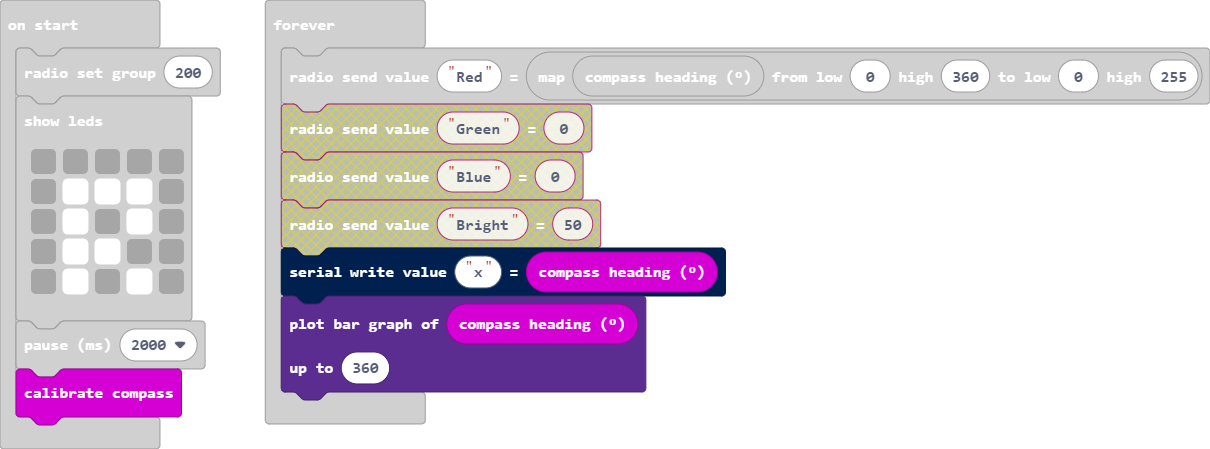 on start
radio set group 200
show leds
pause (ms) 2000
calibrate compass
forever
radio send value "Red" = map compass heading (º) from low 0 high 360 to low 0 high 255
radio send value "Green" = 0
radio send value "Blue" = 0
radio send value "Bright" = 50
serial write value "x" = compass heading (º)
plot bar graph of compass heading (º)
up to 360